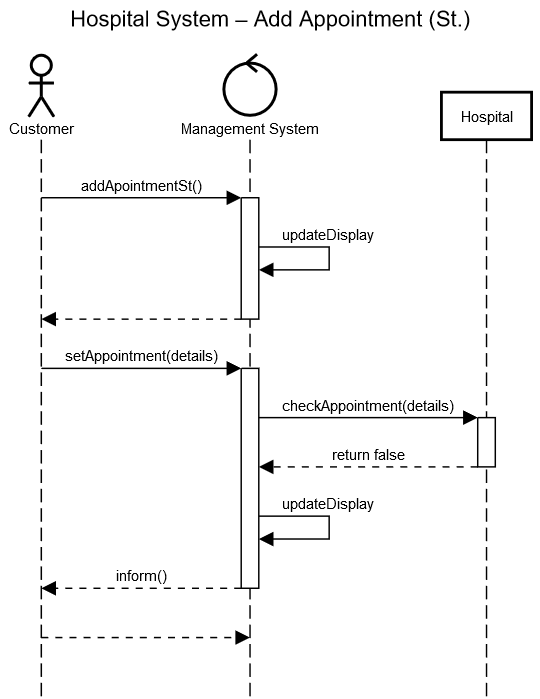 Hospital System – Add Appointment (St.)
Customer
Management System
Hospital
addApointmentSt()
updateDisplay
setAppointment(details)
checkAppointment(details)
return false
updateDisplay
inform()